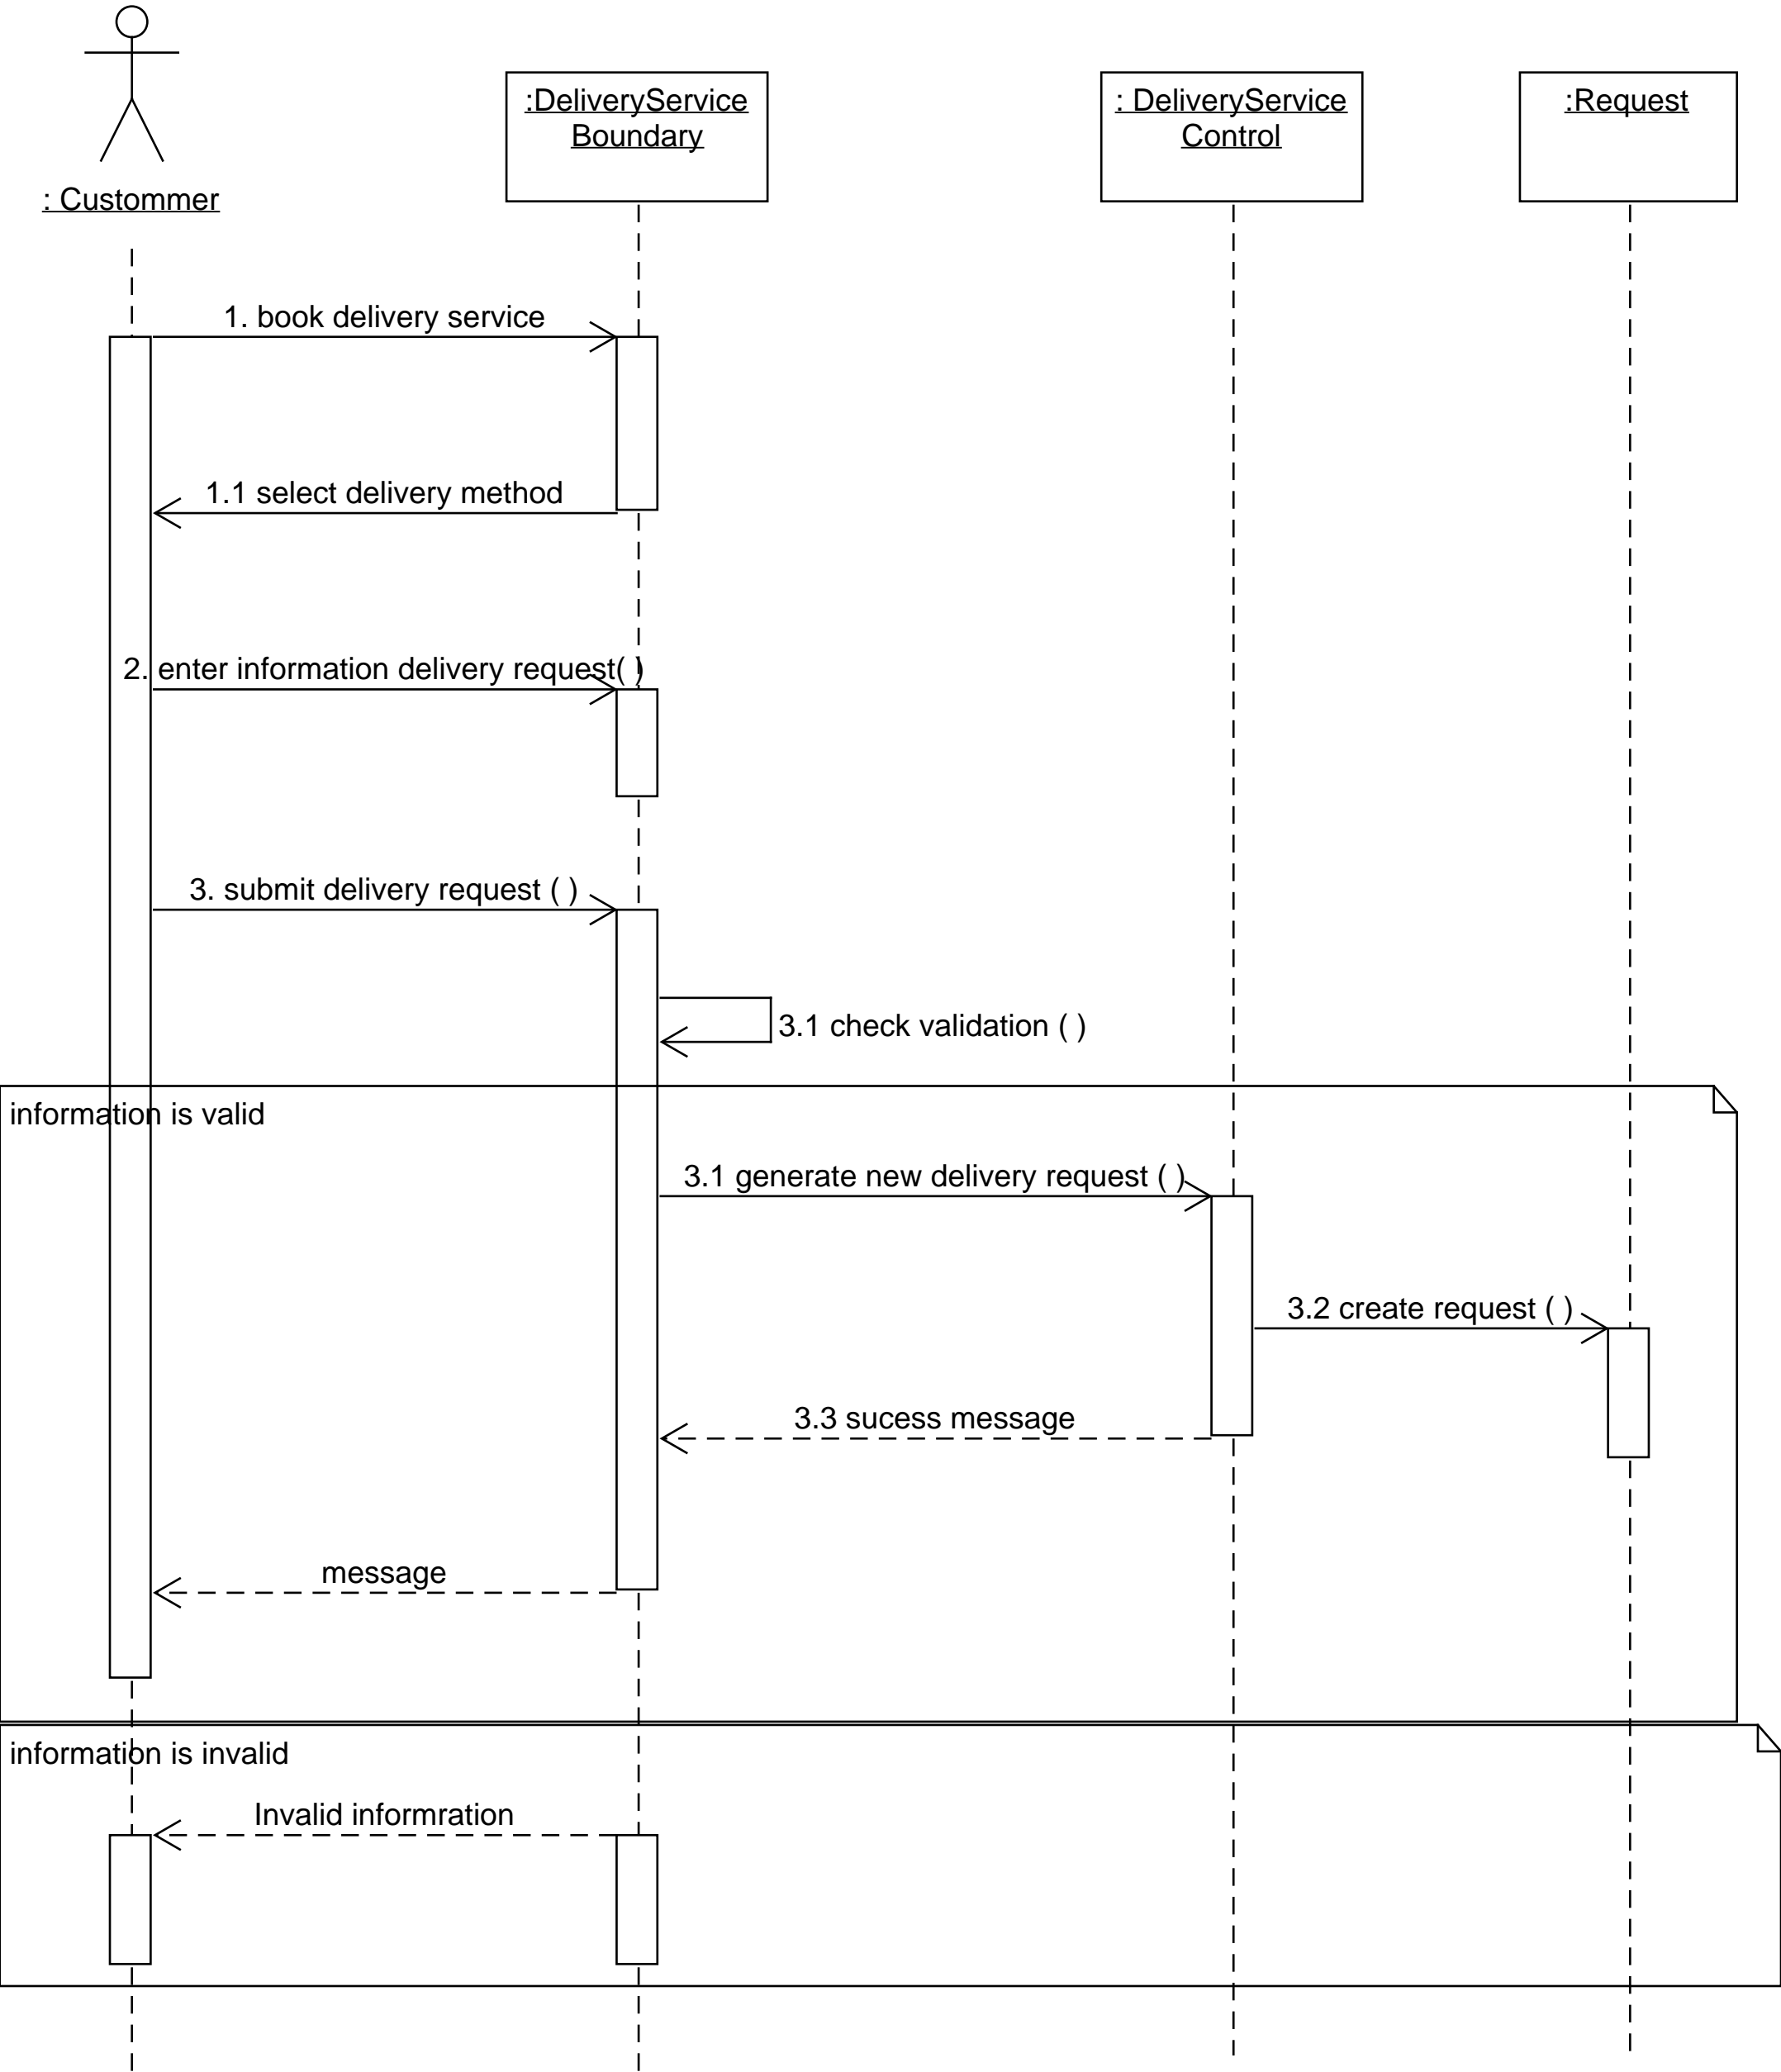 : Custommer
:DeliveryService
Boundary
: DeliveryService
Control
:Request
1. book delivery service
1.1 select delivery method
2. enter information delivery request( )
3. submit delivery request ( )
3.1 check validation ( )
information is valid
3.1 generate new delivery request ( )
3.2 create request ( )
3.3 sucess message
message
information is invalid
Invalid informration